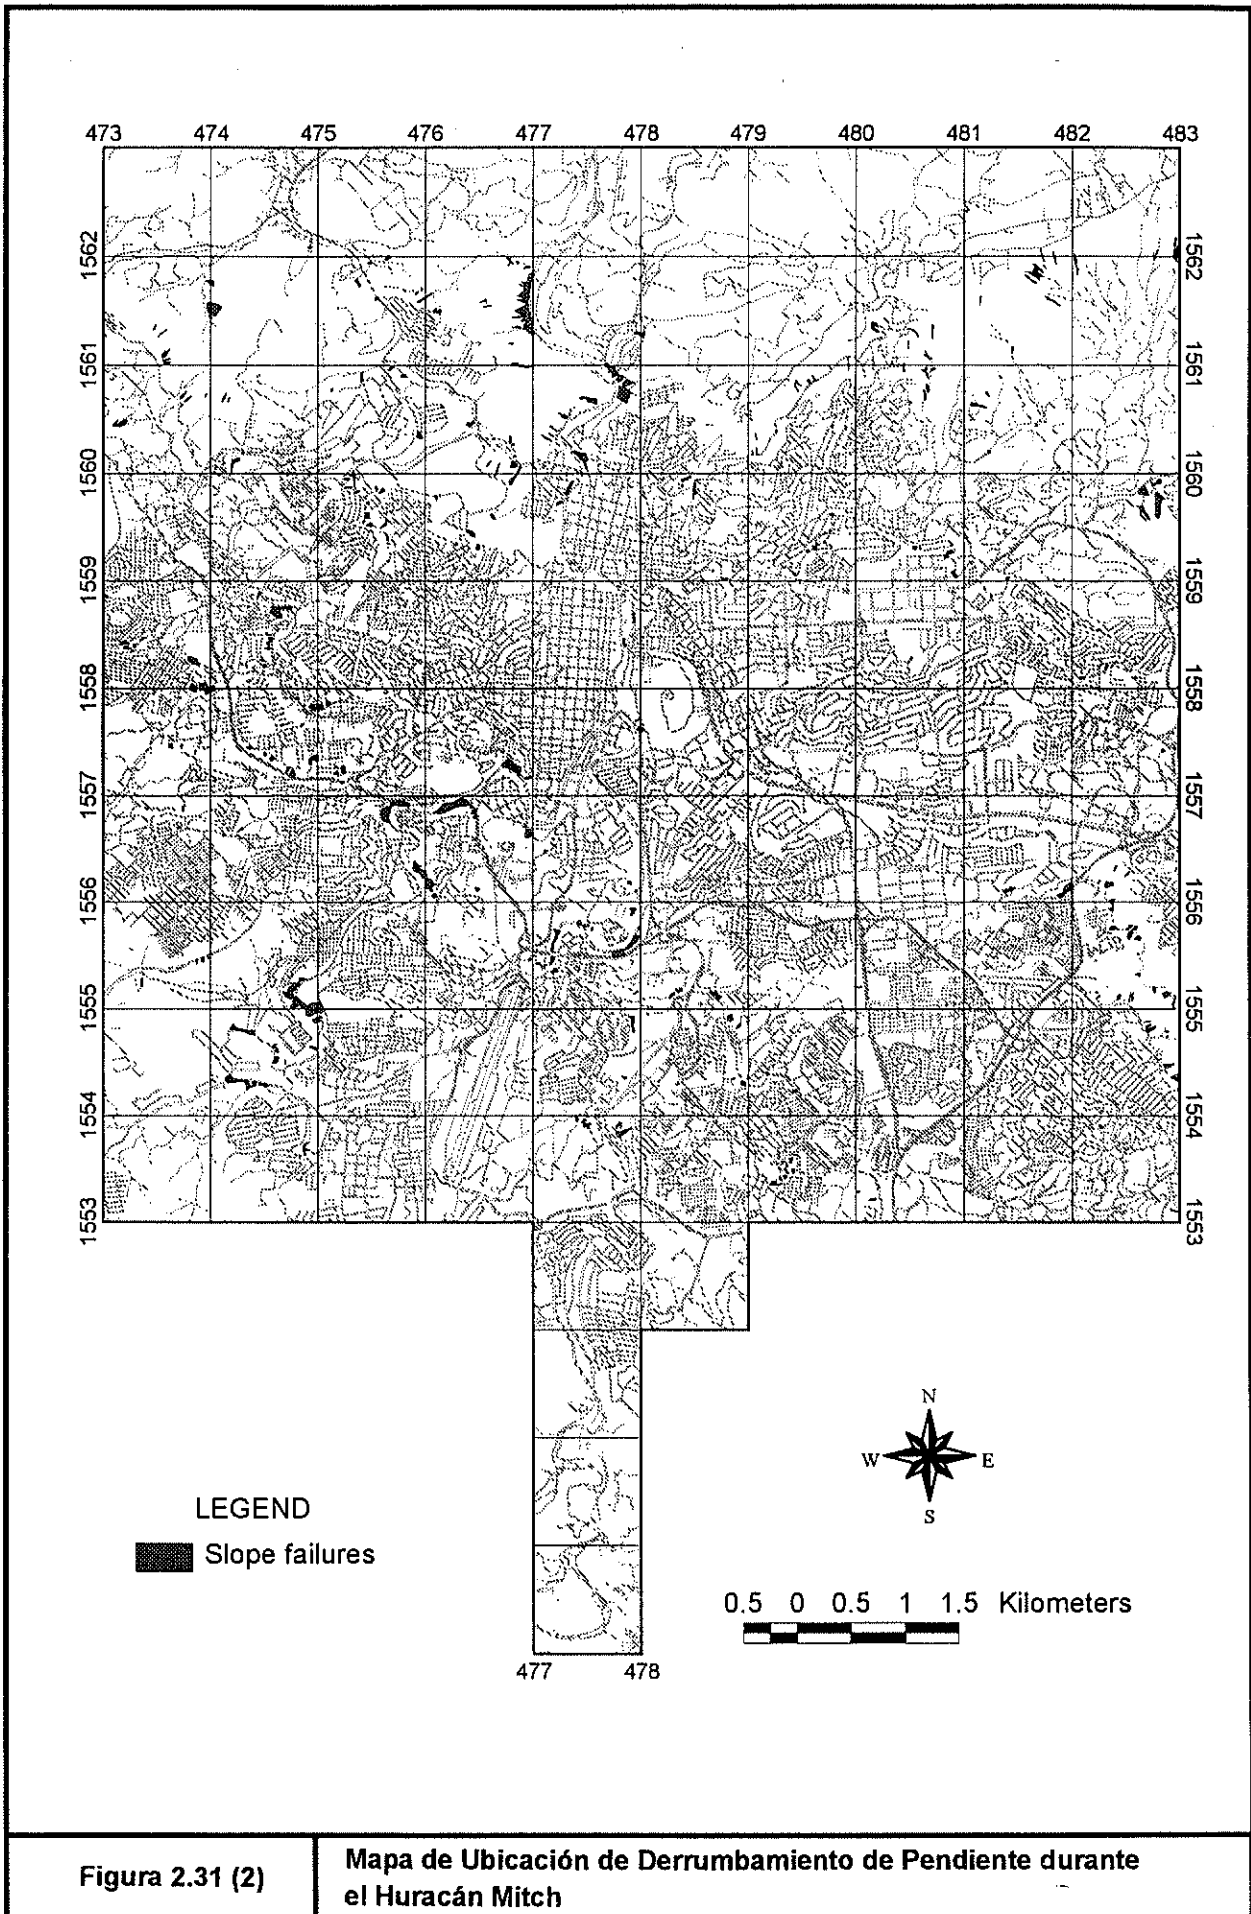 473 474 475 476 477 478 479 480 481 482 483
1562 1562
1561 1561
1560 1560
1559 1559
1558 1558
1557 1557
1556 1556
1555 1555
1554 1554
1553 1553
N
W E
S
LEGEND
Slope failures
0.5 0 0.5 1 1.5 Kilometers
477 478
Figura 2.31 (2)
Mapa de Ubicación de Derrumbamiento de Pendiente durante
el Huracán Mitch